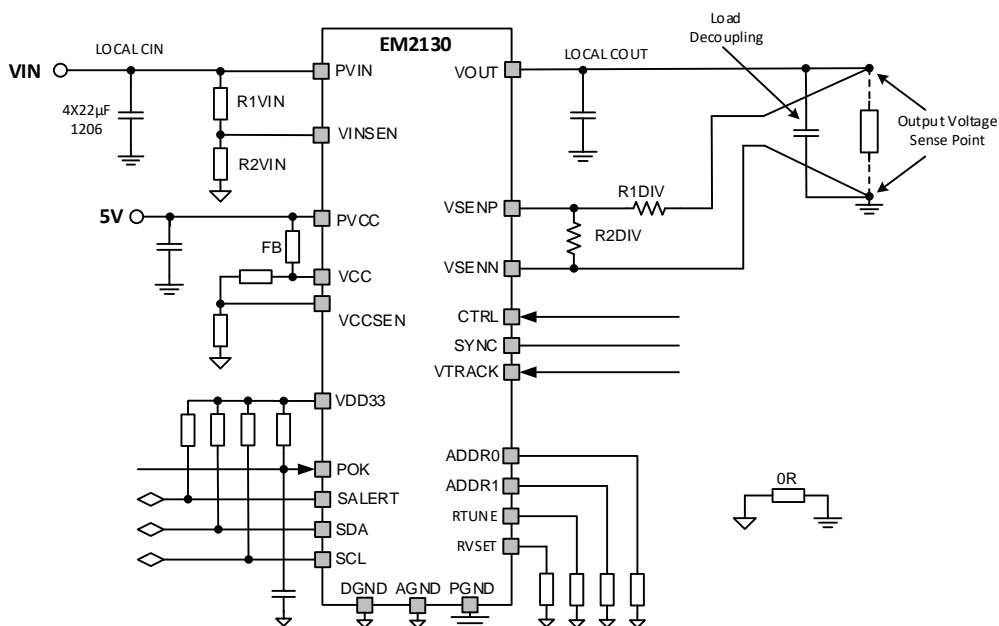 EM2130
LOCAL CIN
VIN
4X22µF
1206
R1VIN
R2VIN
PVIN
VINSEN
5V
FB
PVCC
VCC
VCCSEN
VDD33
POK
SALERT
SDA
SCL
DGND
AGND
PGND
VOUT
LOCAL COUT
Load
Decoupling
Output Voltage
Sense Point
VSENP
R1DIV
R2DIV
VSENN
CTRL
SYNC
VTRACK
ADDR0
ADDR1
RTUNE
RVSET
0R